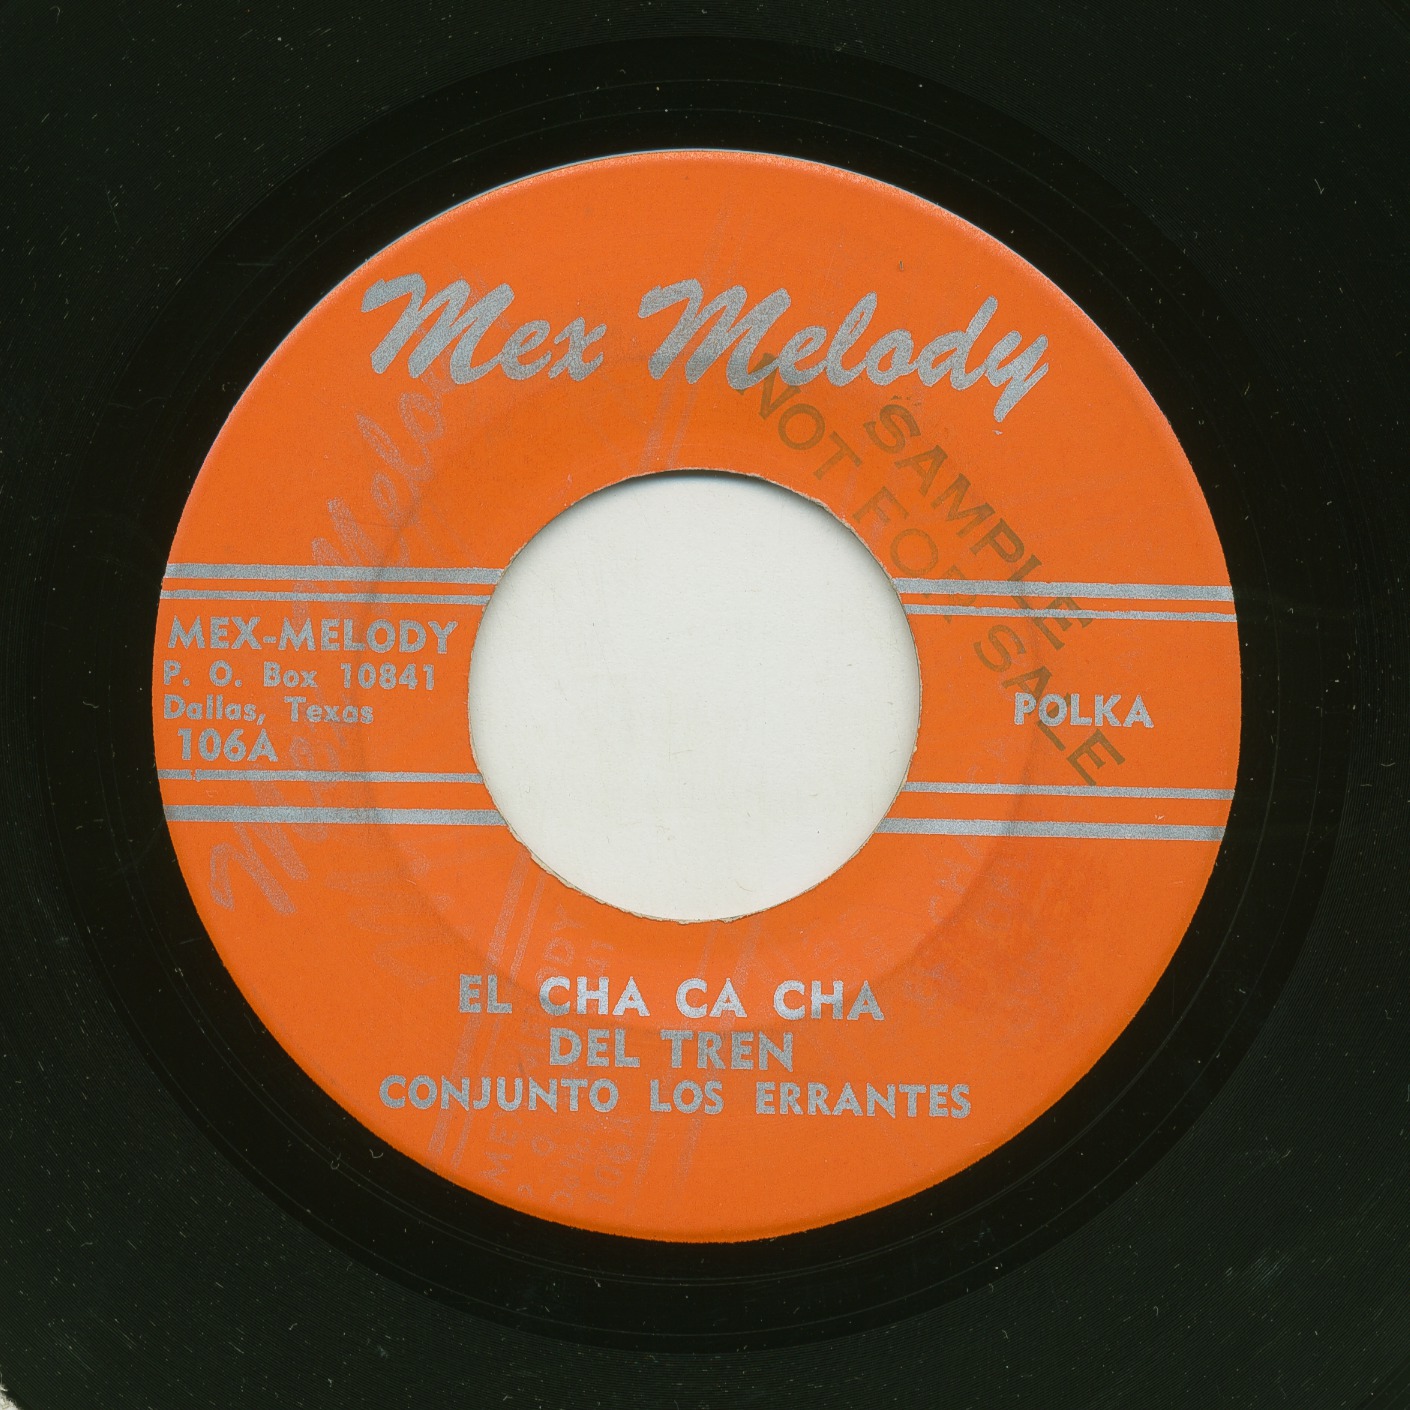 Mex Melody
SAMPLE
NOT FOR SALE
MEX-MELODY
P. O. Box 10841
Dallas, Texas
106A
POLKA
EL CHA CA CHA
DEL TREN
CONJUNTO LOS ERRANTES